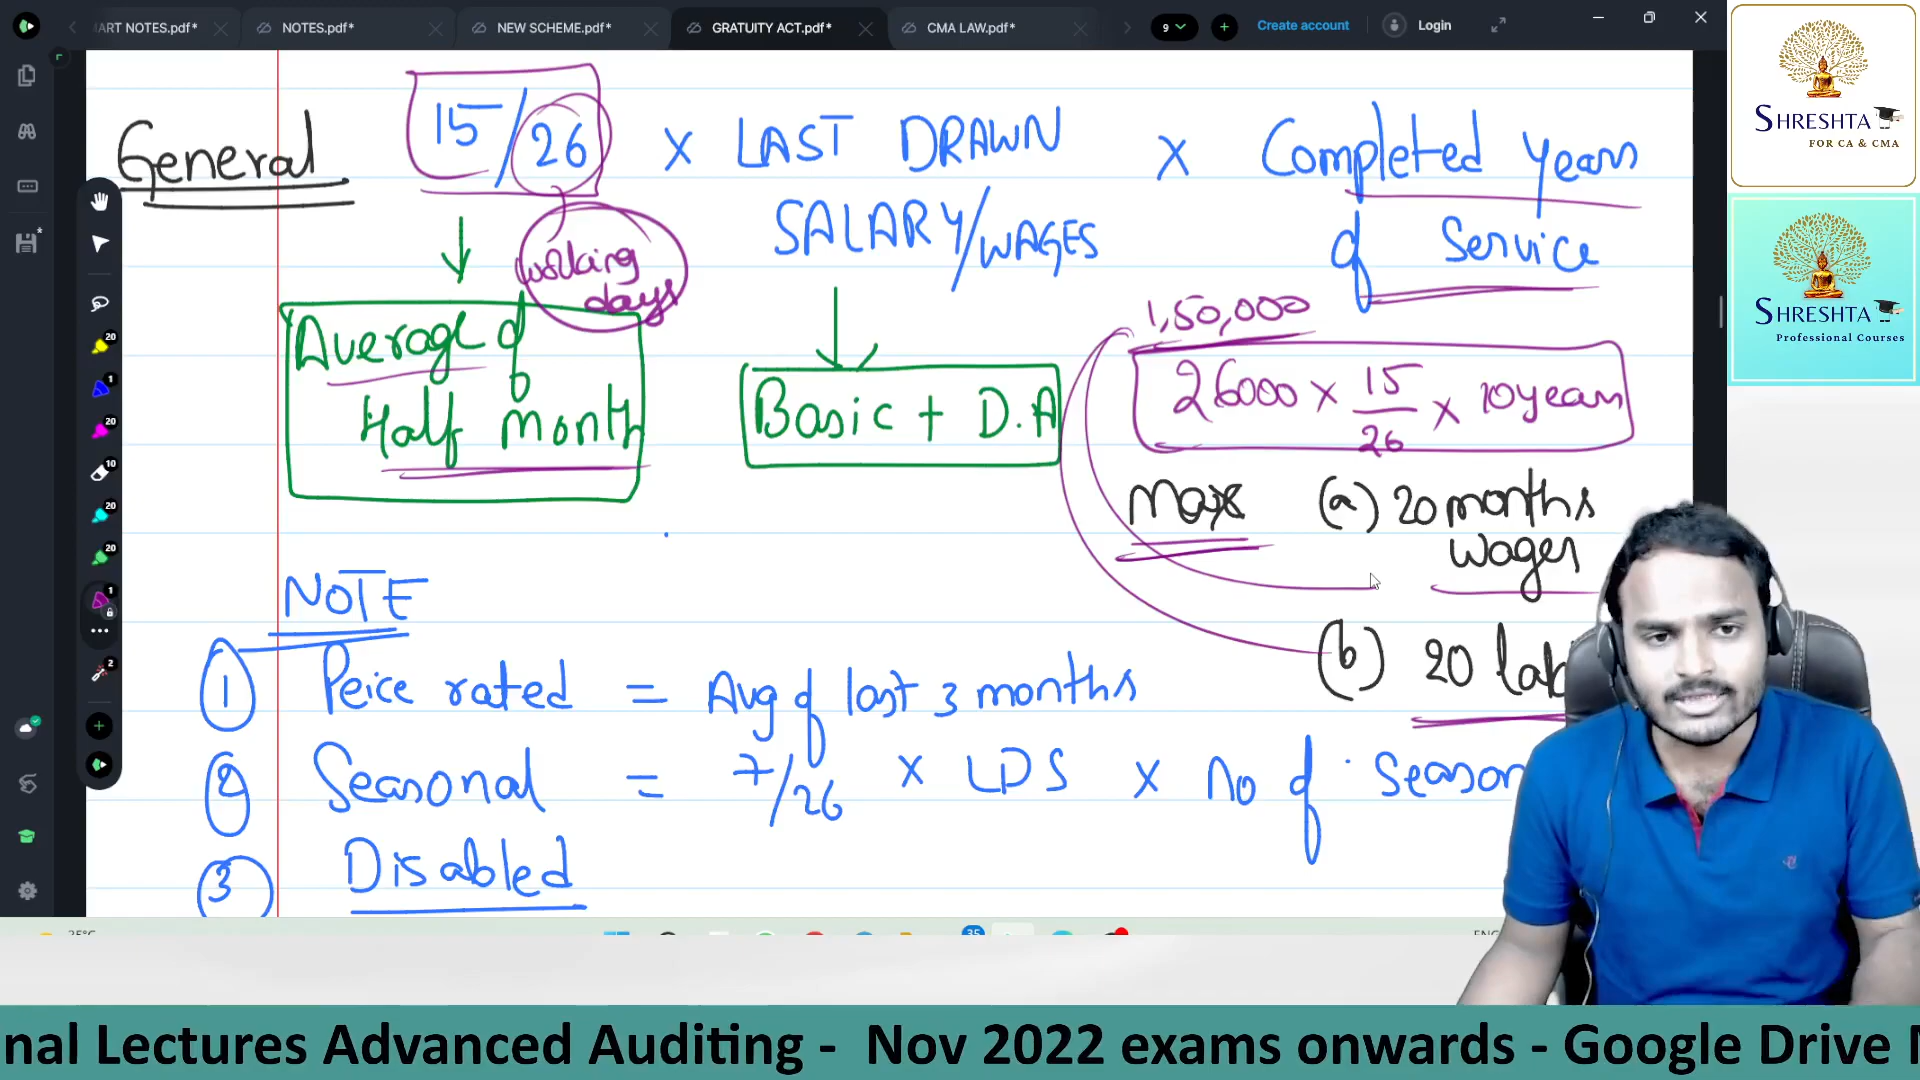 MART NOTES.pdf* NOTES.pdf* NEW SCHEME.pdf* GRATUITY ACT.pdf* CMA LAW.pdf* 9 Create account Login
General 15/26 X LAST DRAWN SALARY/WAGES X Completed Years of Service
working days
Average of Half month
Basic + D.A
1,50,000
26000 x 15/26 x 10 years
Max (a) 20 months wages
(b) 20 lak
NOTE
1 Peice rated = Avg of last 3 months
2 Seasonal = 7/26 X LDS X No of Season
3 Disabled
SHRESHTA
FOR CA & CMA
SHRESHTA
Professional Courses
nal Lectures Advanced Auditing - Nov 2022 exams onwards - Google Drive